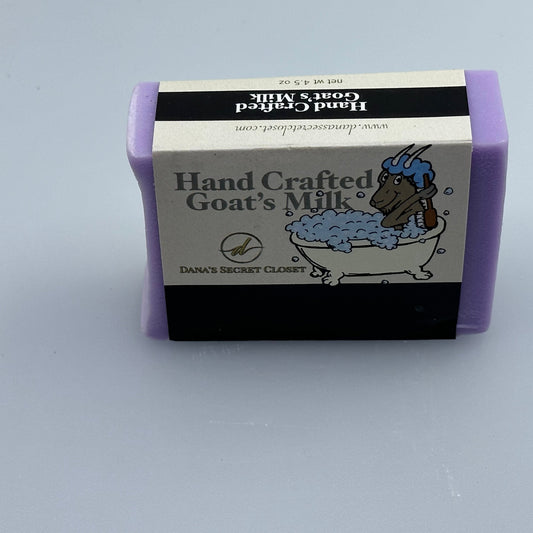 net wt 4.5 oz
Hand Crafted
Goat's Milk
www.danassecretcloset.com
Hand Crafted
Goat's Milk
d
DANA'S SECRET CLOSET